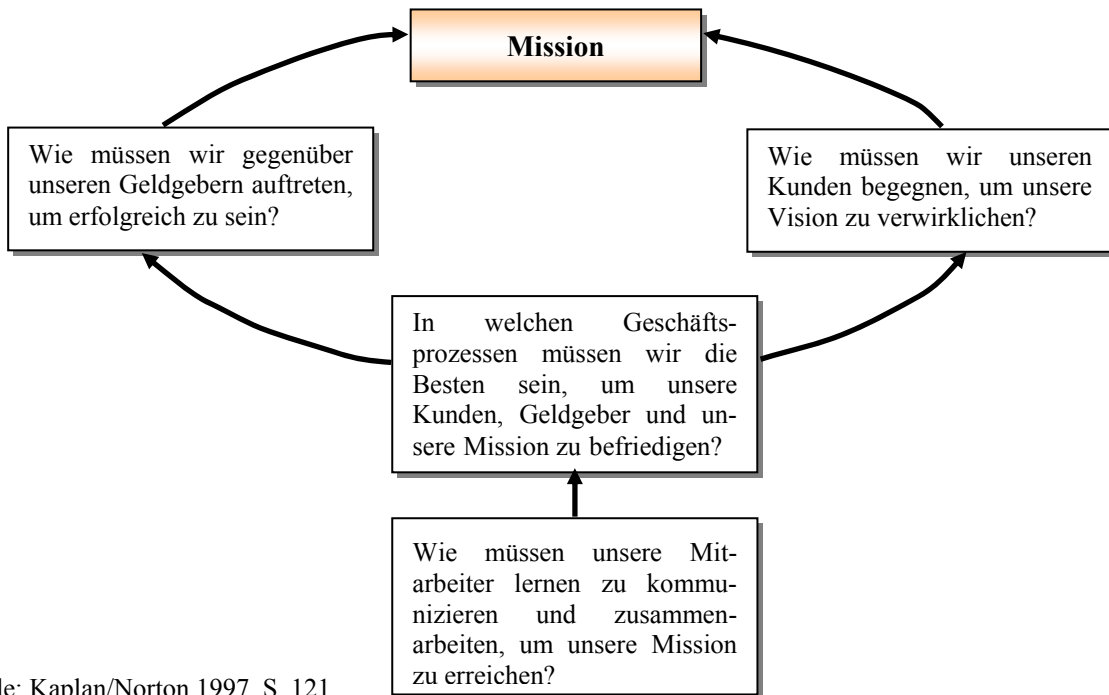 Mission
Wie müssen wir gegenüber
unseren Geldgebern auftreten,
um erfolgreich zu sein?
Wie müssen wir unseren
Kunden begegnen, um unsere
Vision zu verwirklichen?
In welchen Geschäfts-
prozessen müssen wir die
Besten sein, um unsere
Kunden, Geldgeber und un-
sere Mission zu befriedigen?
Wie müssen unsere Mit-
arbeiter lernen zu kommu-
nizieren und zusammen-
arbeiten, um unsere Mission
zu erreichen?
le: Kaplan/Norton 1997, S. 121